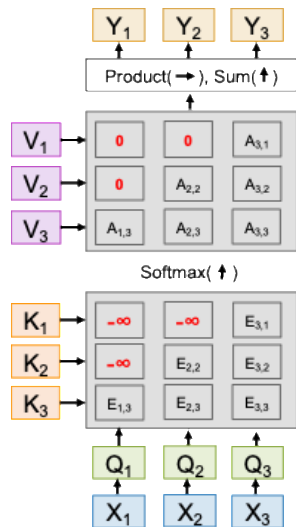 Y1 Y2 Y3
Product(→), Sum(↑)
V1 0 0 A3,1
V2 0 A2,2 A3,2
V3 A1,3 A2,3 A3,3
Softmax(↑)
K1 -∞ -∞ E3,1
K2 -∞ E2,2 E3,2
K3 E1,3 E2,3 E3,3
Q1 Q2 Q3
X1 X2 X3